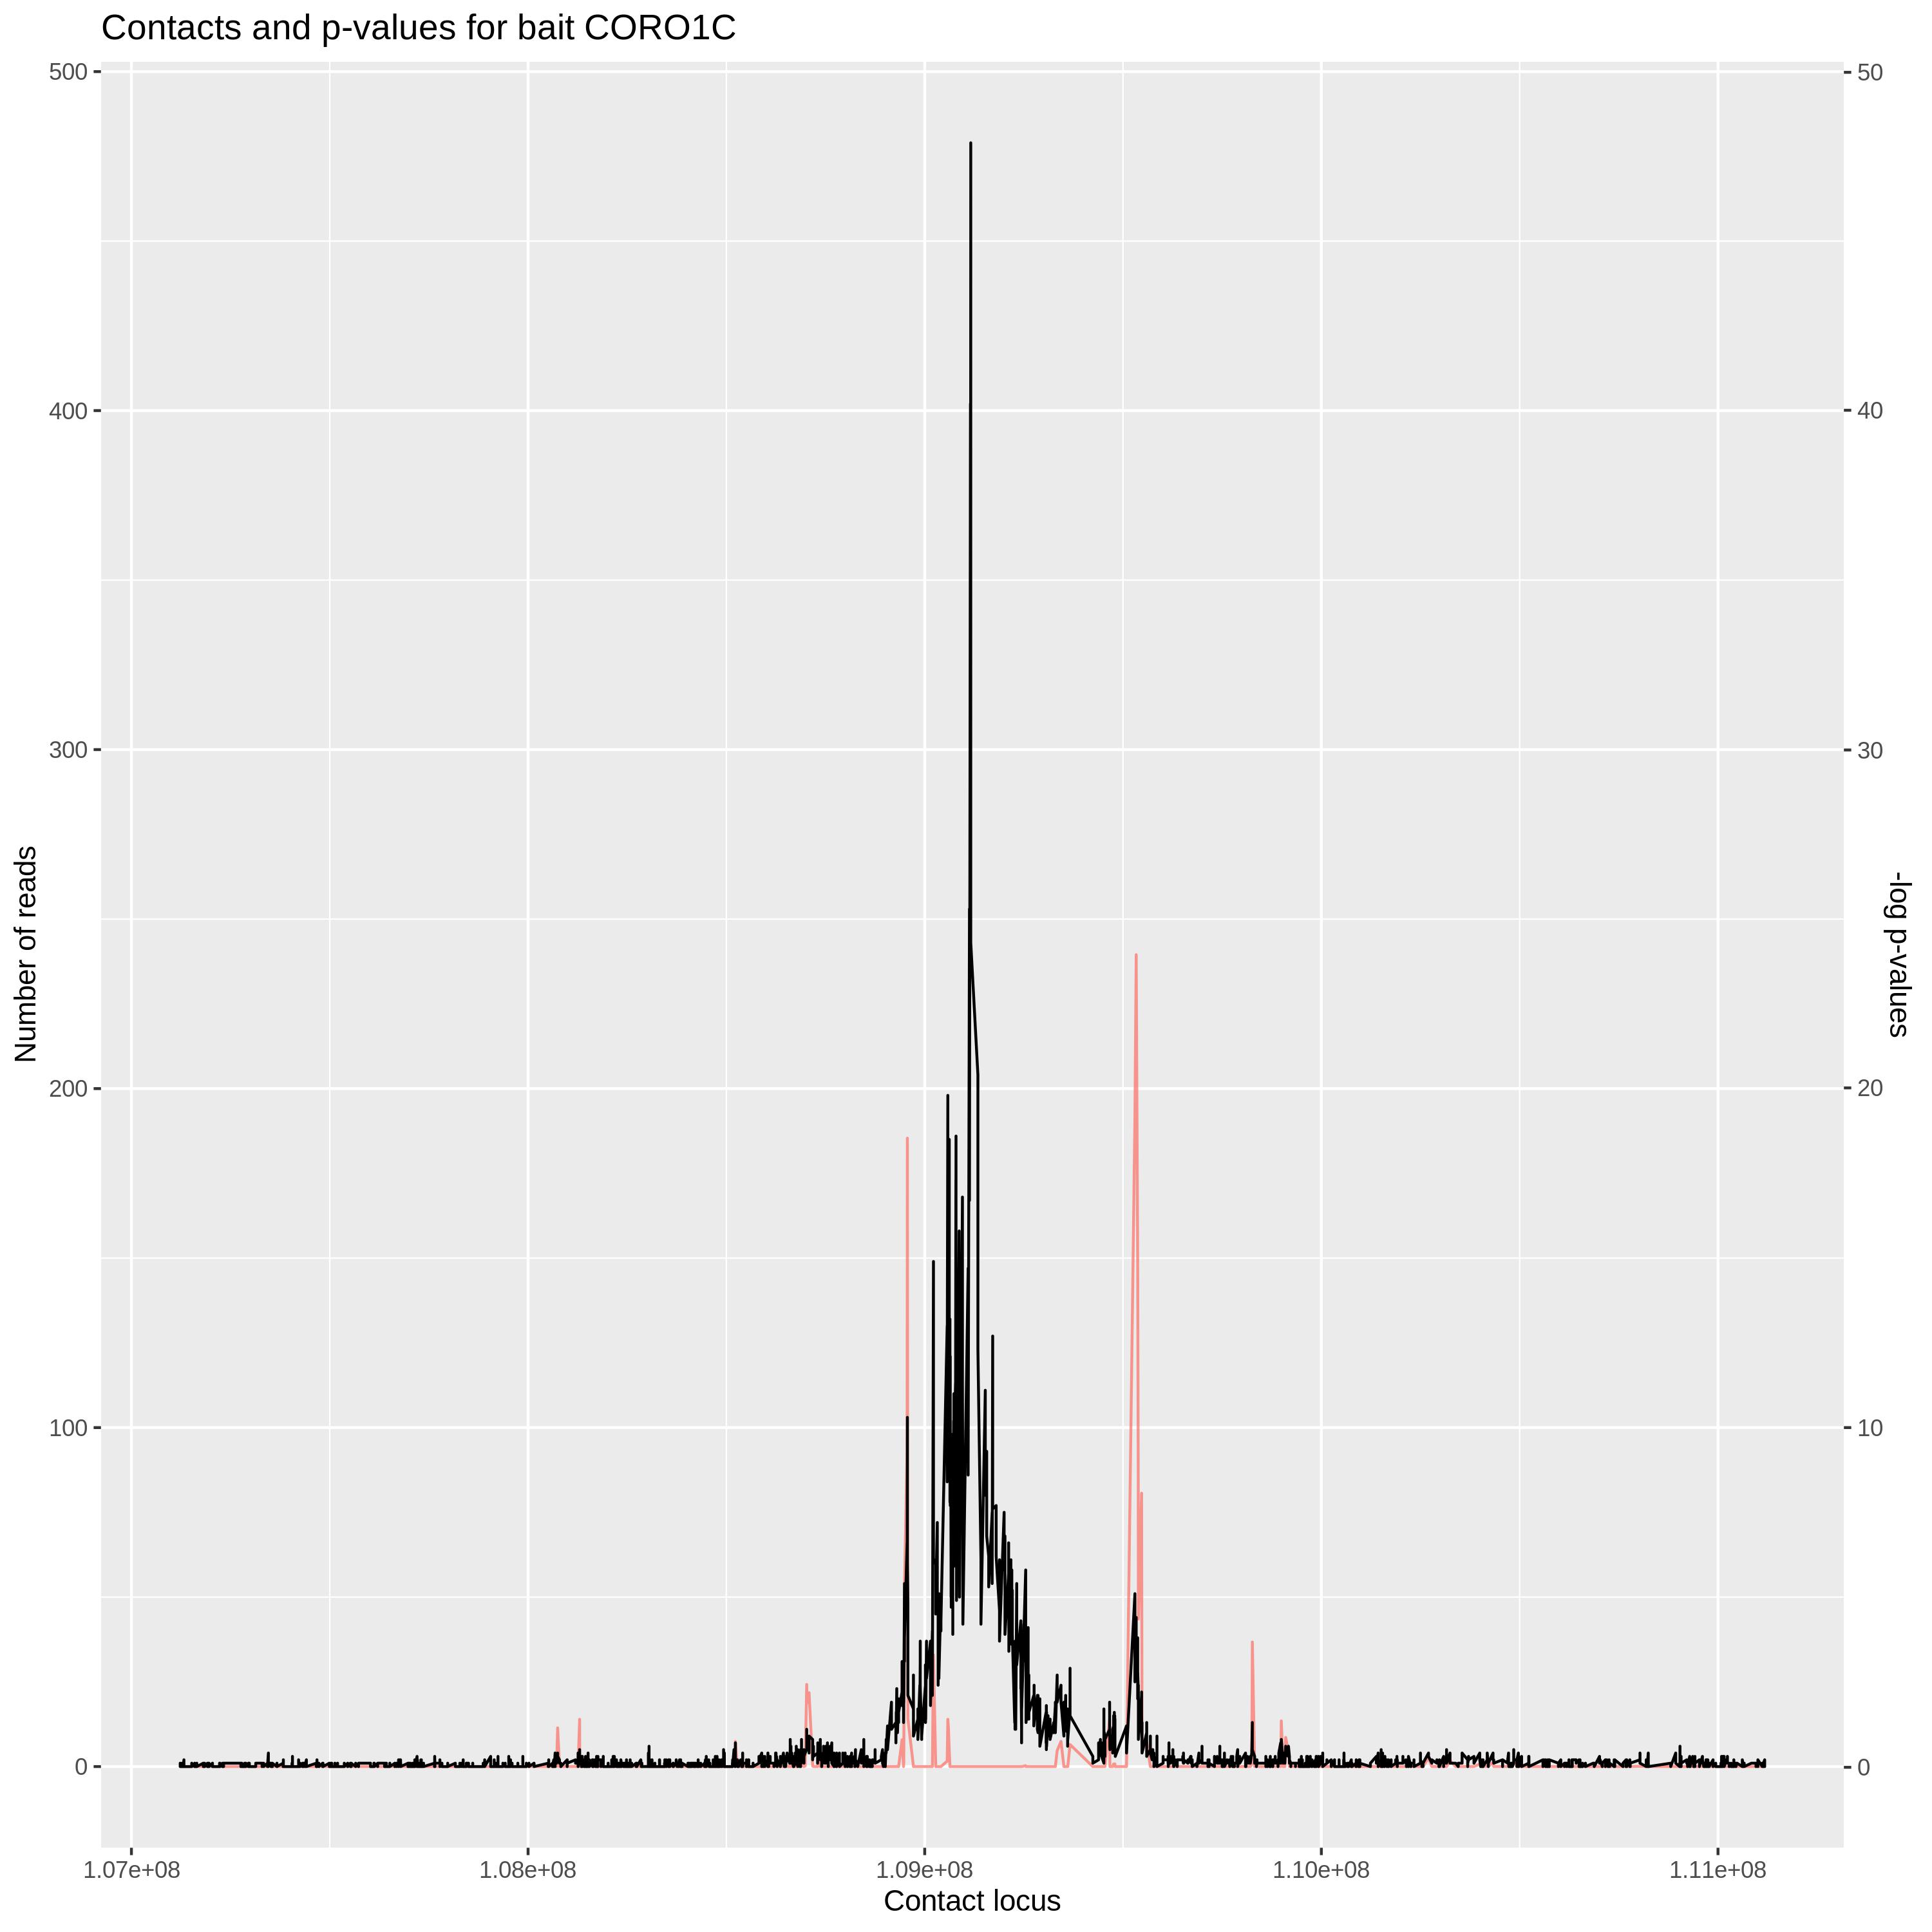 Contacts and p-values for bait CORO1C
500
400
300
200
100
0
Number of reads
50
40
30
20
10
0
-log p-values
1.07e+08
1.08e+08
1.09e+08
1.10e+08
1.11e+08
Contact locus